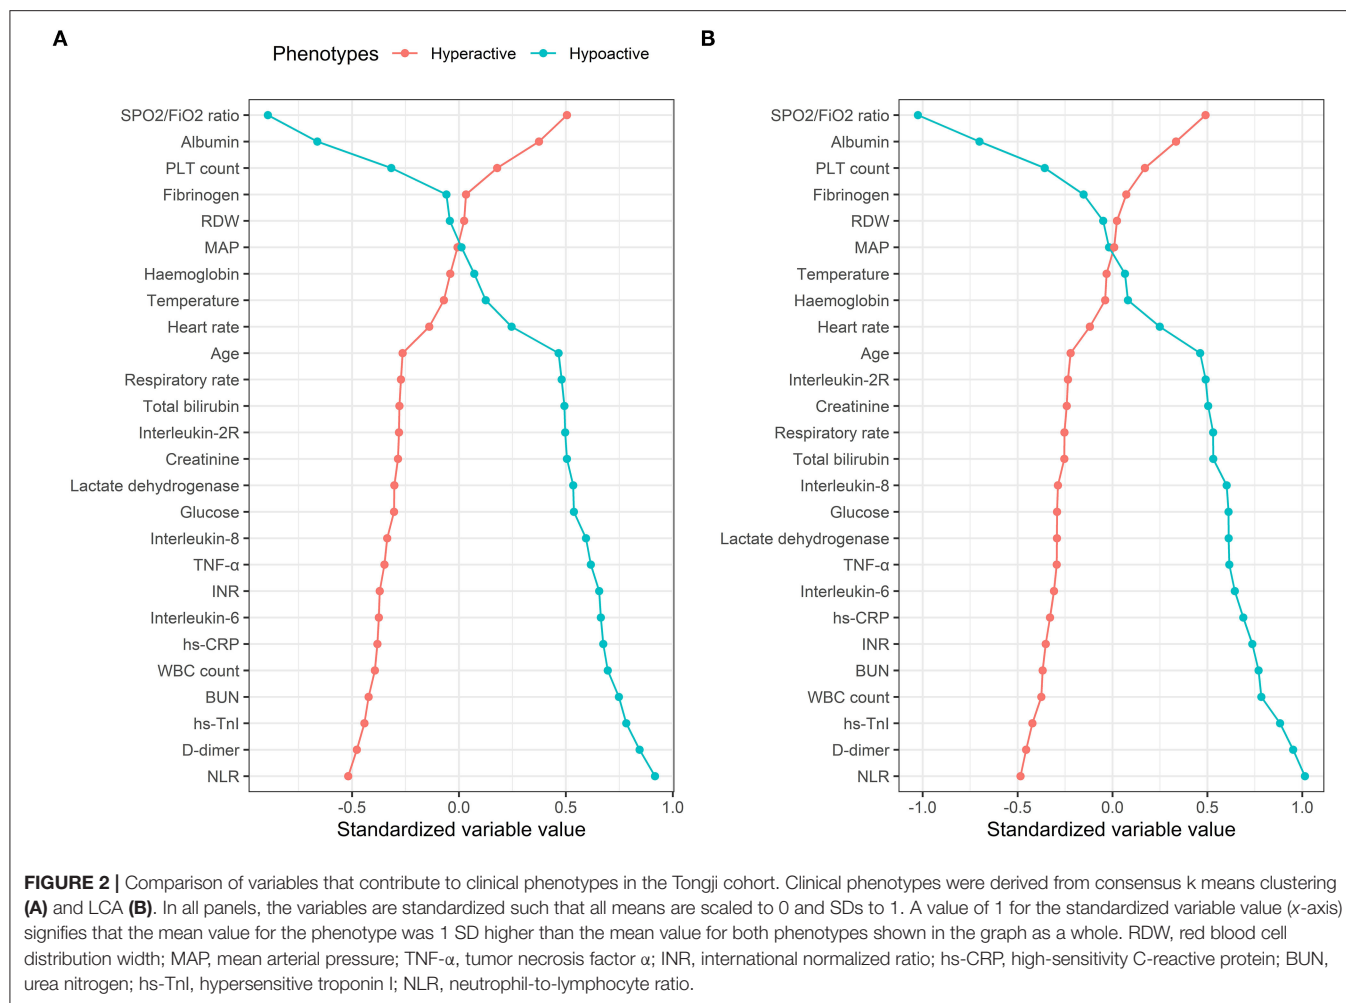 A
B
Phenotypes Hyperactive Hypoactive
SPO2/FiO2 ratio
Albumin
PLT count
Fibrinogen
RDW
MAP
Haemoglobin
Temperature
Heart rate
Age
Respiratory rate
Total bilirubin
Interleukin-2R
Creatinine
Lactate dehydrogenase
Glucose
Interleukin-8
TNF-α
INR
Interleukin-6
hs-CRP
WBC count
BUN
hs-TnI
D-dimer
NLR
-0.5 0.0 0.5 1.0
Standardized variable value
SPO2/FiO2 ratio
Albumin
PLT count
Fibrinogen
RDW
MAP
Temperature
Haemoglobin
Heart rate
Age
Interleukin-2R
Creatinine
Respiratory rate
Total bilirubin
Interleukin-8
Glucose
Lactate dehydrogenase
TNF-α
Interleukin-6
hs-CRP
INR
BUN
WBC count
hs-TnI
D-dimer
NLR
-1.0 -0.5 0.0 0.5 1.0
Standardized variable value
FIGURE 2 | Comparison of variables that contribute to clinical phenotypes in the Tongji cohort. Clinical phenotypes were derived from consensus k means clustering
(A) and LCA (B). In all panels, the variables are standardized such that all means are scaled to 0 and SDs to 1. A value of 1 for the standardized variable value (x-axis)
signifies that the mean value for the phenotype was 1 SD higher than the mean value for both phenotypes shown in the graph as a whole. RDW, red blood cell
distribution width; MAP, mean arterial pressure; TNF-α, tumor necrosis factor α; INR, international normalized ratio; hs-CRP, high-sensitivity C-reactive protein; BUN,
urea nitrogen; hs-TnI, hypersensitive troponin I; NLR, neutrophil-to-lymphocyte ratio.